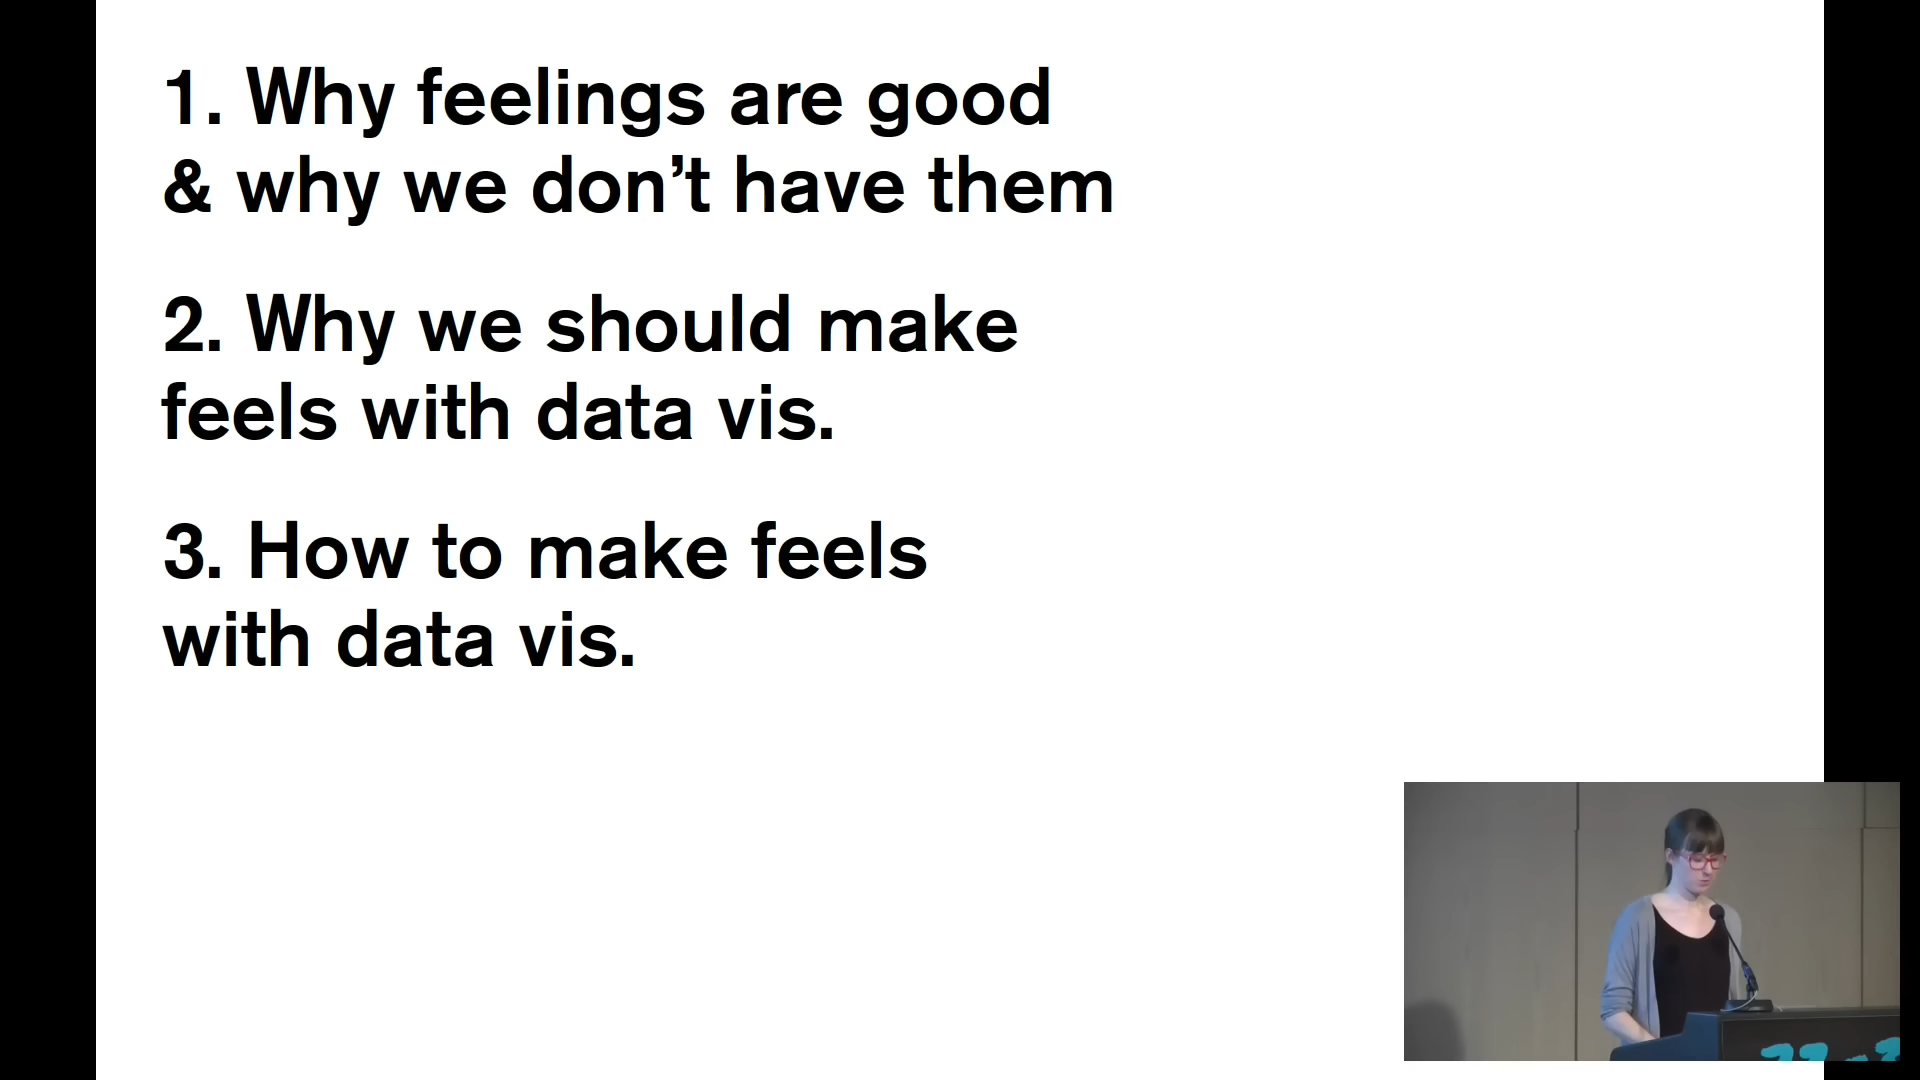 1. Why feelings are good
& why we don’t have them
2. Why we should make
feels with data vis.
3. How to make feels
with data vis.